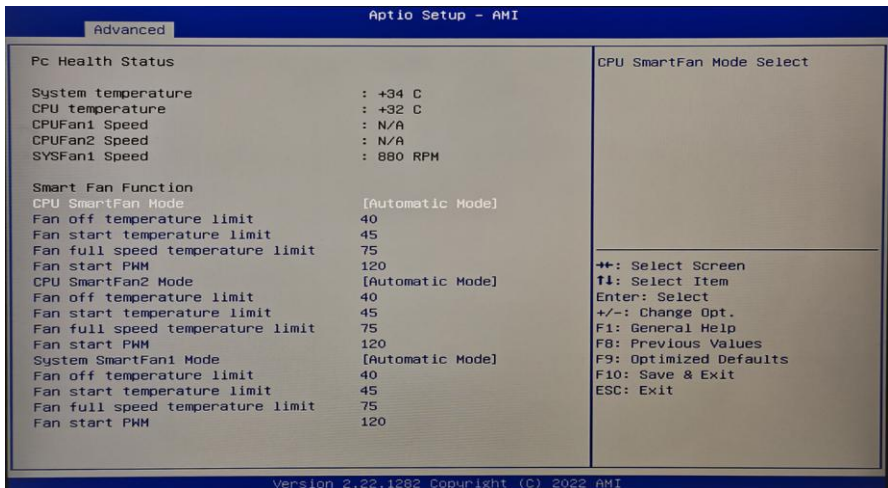 Aptio Setup - AMI
Advanced
Pc Health Status
System temperature : +34 C
CPU temperature : +32 C
CPUFan1 Speed : N/A
CPUFan2 Speed : N/A
SYSFan1 Speed : 880 RPM
Smart Fan Function
CPU SmartFan Mode [Automatic Mode]
Fan off temperature limit 40
Fan start temperature limit 45
Fan full speed temperature limit 75
Fan start PWM 120
CPU SmartFan2 Mode [Automatic Mode]
Fan off temperature limit 40
Fan start temperature limit 45
Fan full speed temperature limit 75
Fan start PWM 120
System SmartFan1 Mode [Automatic Mode]
Fan off temperature limit 40
Fan start temperature limit 45
Fan full speed temperature limit 75
Fan start PWM 120
CPU SmartFan Mode Select
→←: Select Screen
↑↓: Select Item
Enter: Select
+/-: Change Opt.
F1: General Help
F8: Previous Values
F9: Optimized Defaults
F10: Save & Exit
ESC: Exit
Version 2.22.1282 Copyright (C) 2022 AMI